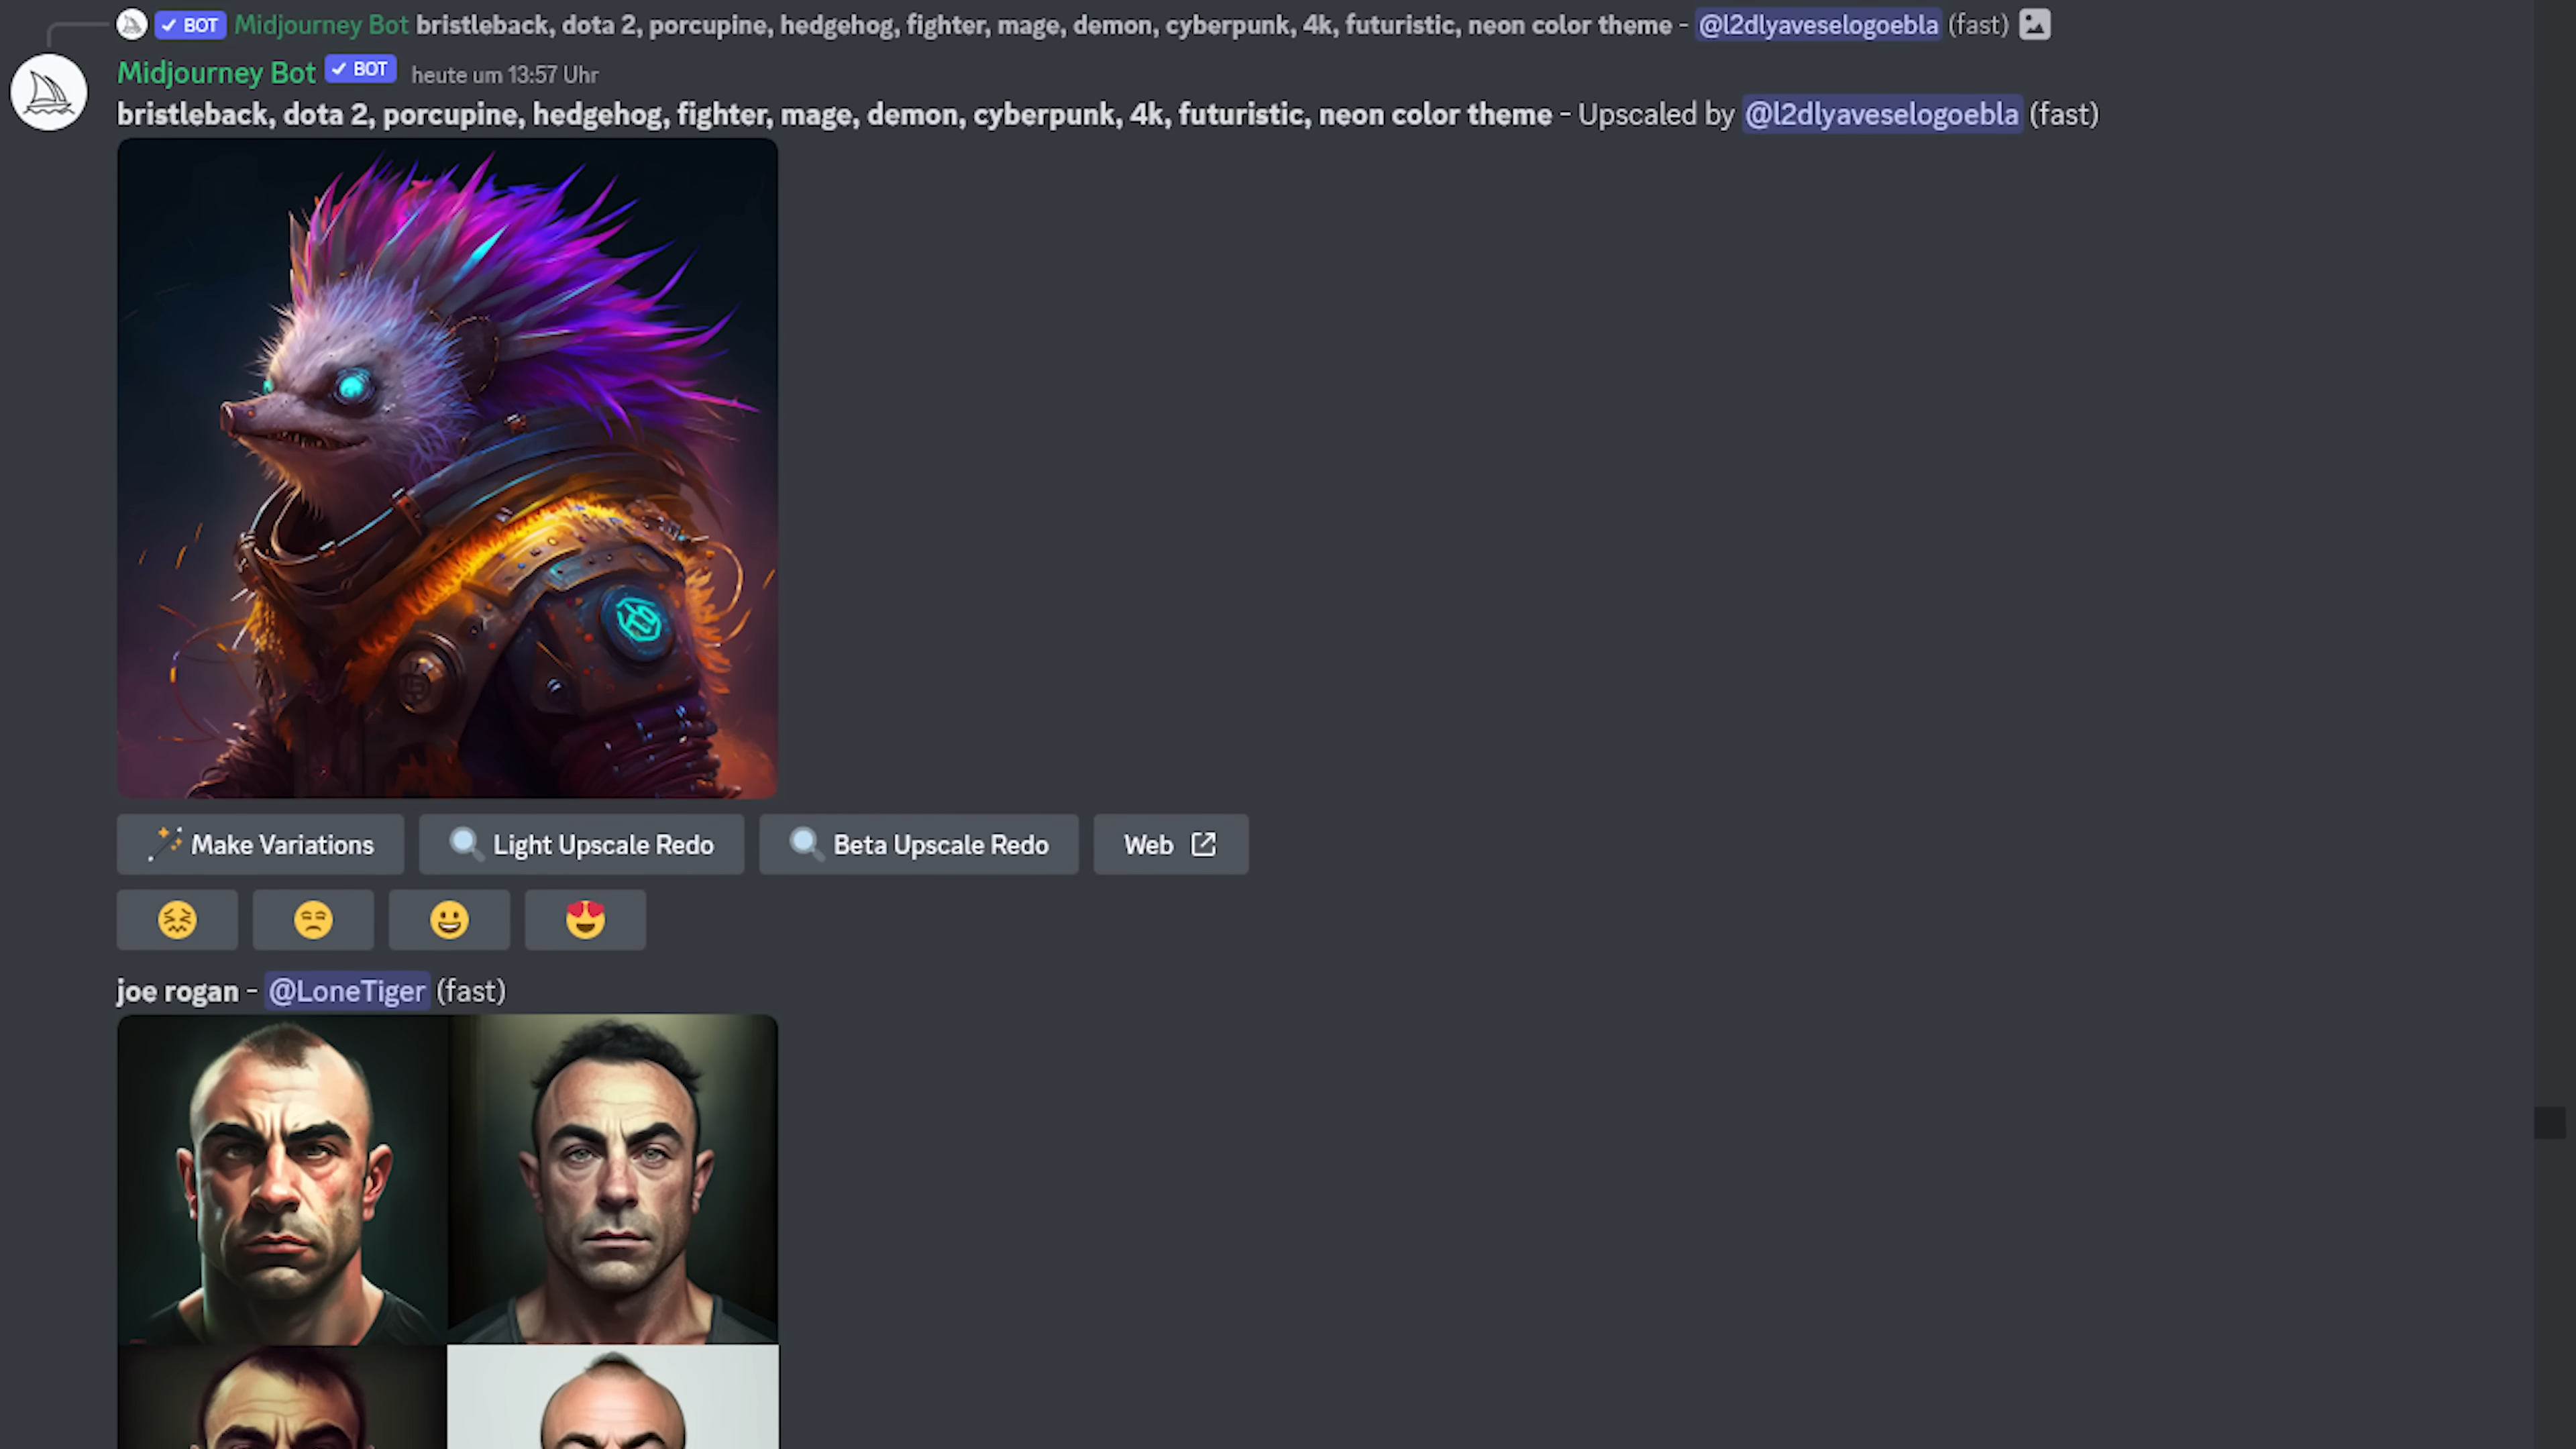 BOT Midjourney Bot bristleback, dota 2, porcupine, hedgehog, fighter, mage, demon, cyberpunk, 4k, futuristic, neon color theme - @l2dlyaveselogoebla (fast)
Midjourney Bot BOT heute um 13:57 Uhr
bristleback, dota 2, porcupine, hedgehog, fighter, mage, demon, cyberpunk, 4k, futuristic, neon color theme - Upscaled by @l2dlyaveselogoebla (fast)
Make Variations Light Upscale Redo Beta Upscale Redo Web
joe rogan - @LoneTiger (fast)